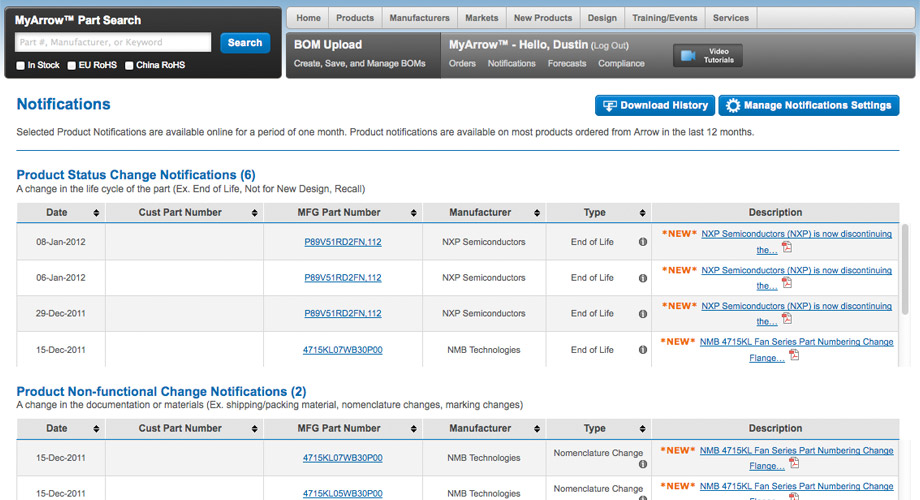 MyArrow™ Part Search
Part #, Manufacturer, or Keyword
Search
In Stock EU RoHS China RoHS
Home Products Manufacturers Markets New Products Design Training/Events Services
BOM Upload
Create, Save, and Manage BOMs
MyArrow™ - Hello, Dustin (Log Out)
Orders Notifications Forecasts Compliance
Video
Tutorials
Notifications
Download History
Manage Notifications Settings
Selected Product Notifications are available online for a period of one month. Product notifications are available on most products ordered from Arrow in the last 12 months.
Product Status Change Notifications (6)
A change in the life cycle of the part (Ex. End of Life, Not for New Design, Recall)
Date Cust Part Number MFG Part Number Manufacturer Type Description
08-Jan-2012 P89V51RD2FN,112 NXP Semiconductors End of Life *NEW* NXP Semiconductors (NXP) is now discontinuing
the...
06-Jan-2012 P89V51RD2FN,112 NXP Semiconductors End of Life *NEW* NXP Semiconductors (NXP) is now discontinuing
the...
29-Dec-2011 P89V51RD2FN,112 NXP Semiconductors End of Life *NEW* NXP Semiconductors (NXP) is now discontinuing
the...
15-Dec-2011 4715KL07WB30P00 NMB Technologies End of Life *NEW* NMB 4715KL Fan Series Part Numbering Change
Flange...
Product Non-functional Change Notifications (2)
A change in the documentation or materials (Ex. shipping/packing material, nomenclature changes, marking changes)
Date Cust Part Number MFG Part Number Manufacturer Type Description
15-Dec-2011 4715KL07WB30P00 NMB Technologies Nomenclature Change *NEW* NMB 4715KL Fan Series Part Numbering Change
Flange...
15-Dec-2011 4715KL05WB30P00 NMB Technologies Nomenclature Change *NEW* NMB 4715KL Fan Series Part Numbering Change
Flange...